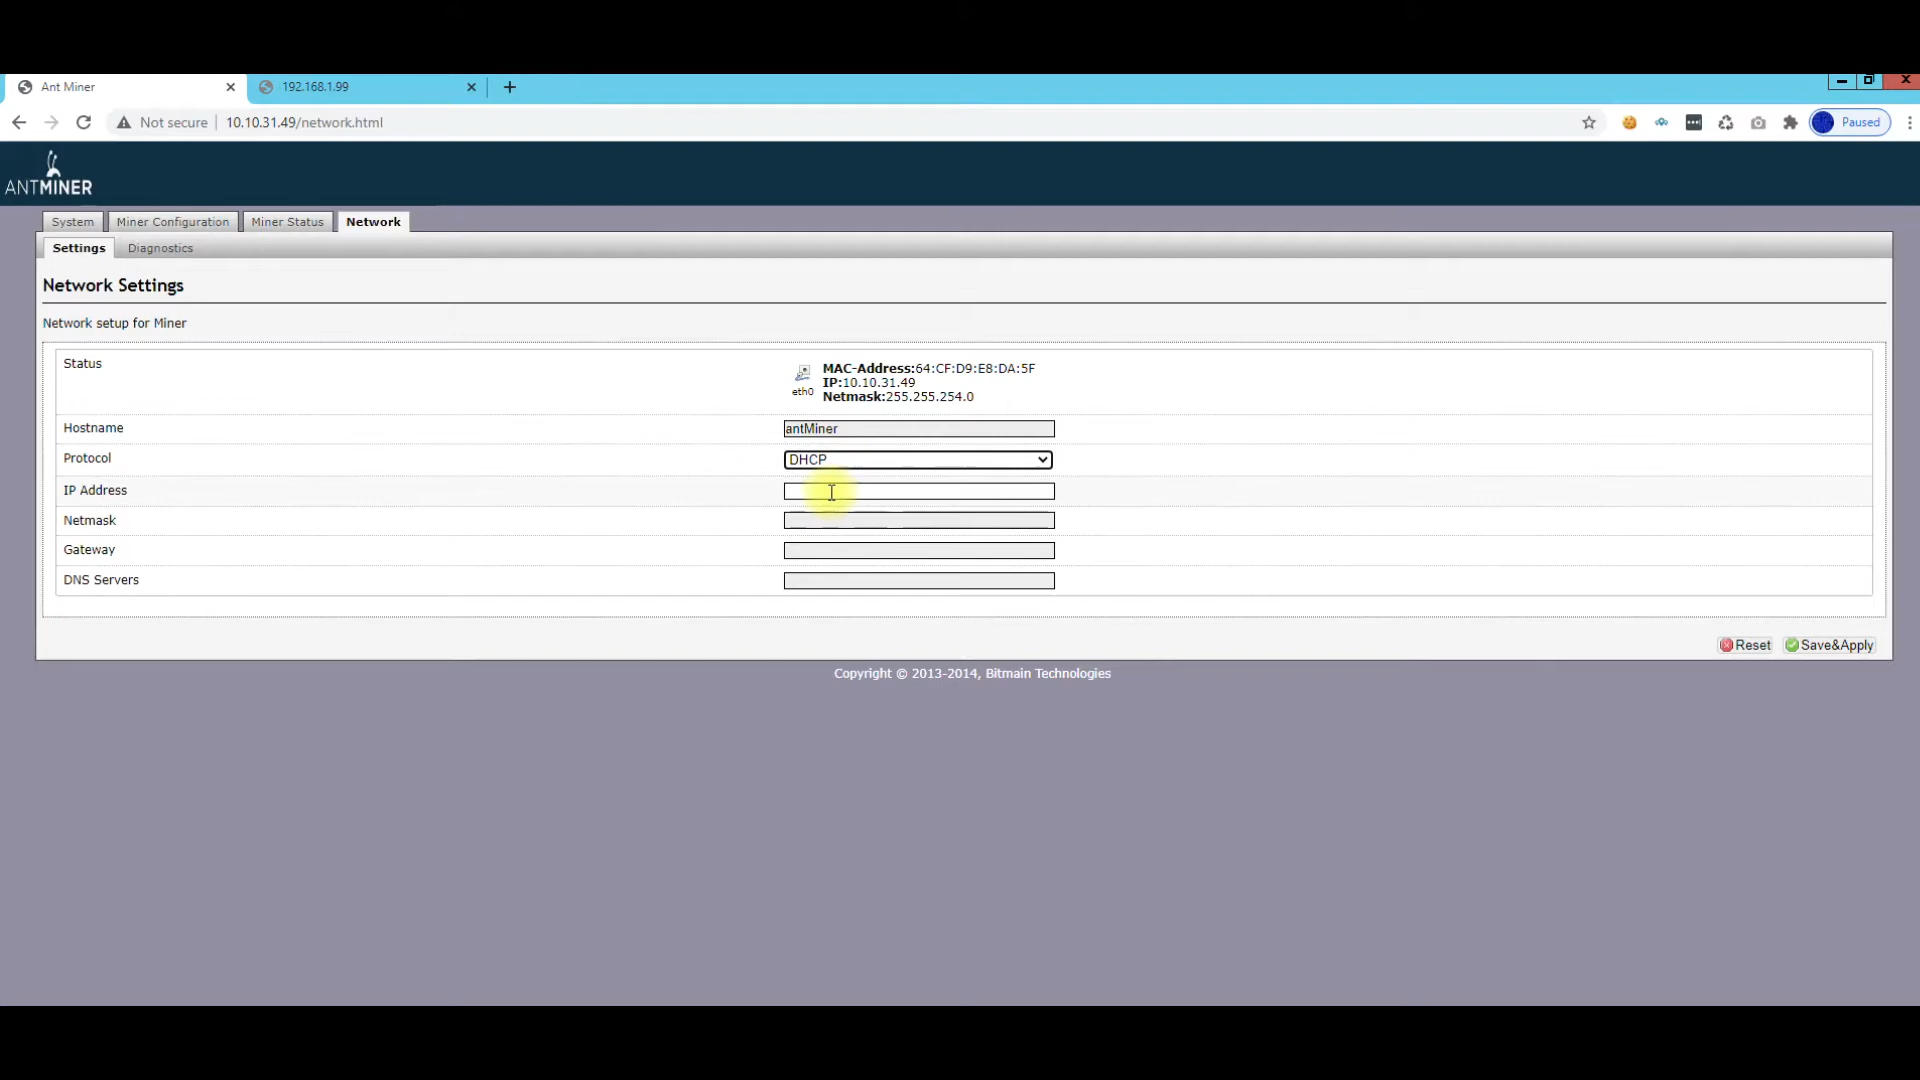 Ant Miner
192.168.1.99
Not secure | 10.10.31.49/network.html
Paused
ANTMINER
System
Miner Configuration
Miner Status
Network
Settings
Diagnostics
Network Settings
Network setup for Miner
Status
eth0
MAC-Address:64:CF:D9:E8:DA:5F
IP:10.10.31.49
Netmask:255.255.254.0
Hostname
antMiner
Protocol
DHCP
IP Address
Netmask
Gateway
DNS Servers
Reset
Save&Apply
Copyright © 2013-2014, Bitmain Technologies